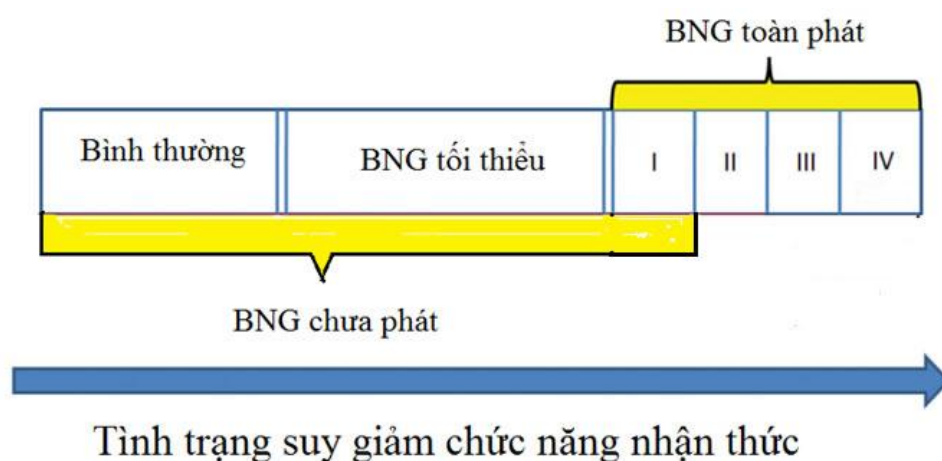 BNG toàn phát
Bình thường
BNG tối thiểu
I
II
III
IV
BNG chưa phát
Tình trạng suy giảm chức năng nhận thức